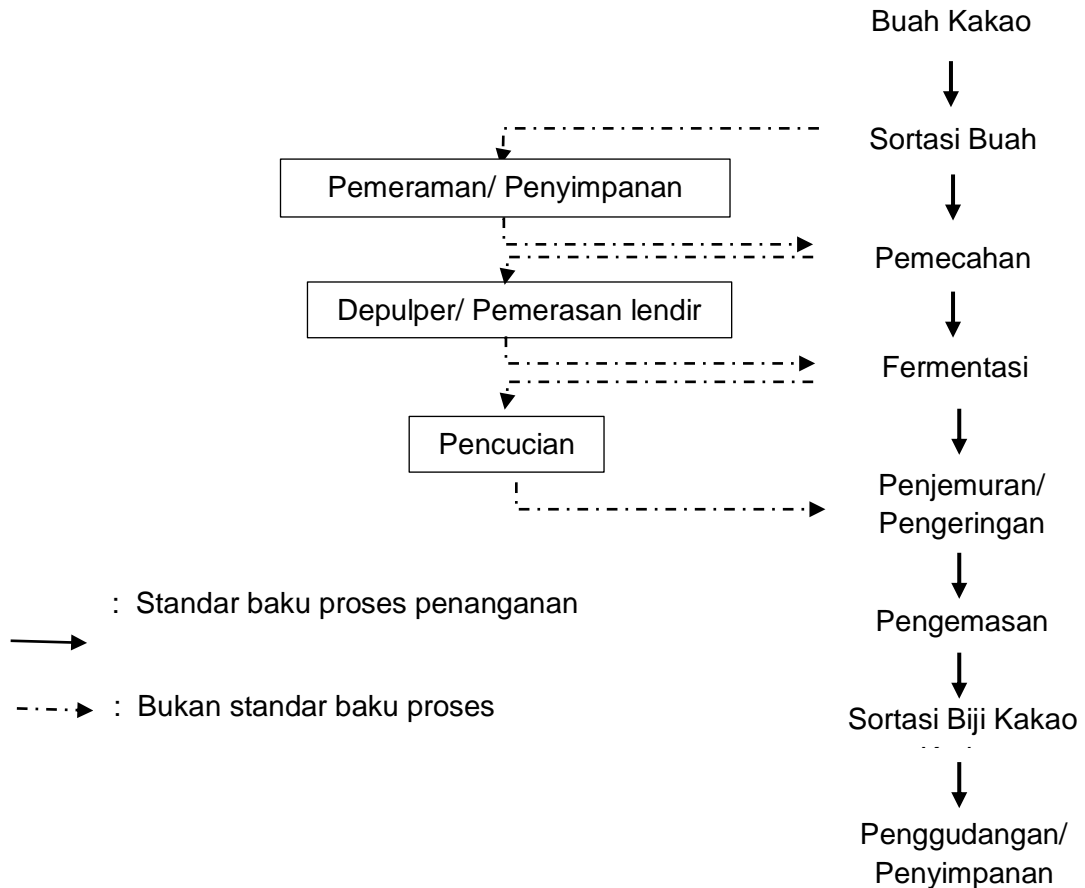 Buah Kakao
Sortasi Buah
Pemeraman/ Penyimpanan
Pemecahan
Depulper/ Pemerasan lendir
Fermentasi
Pencucian
Penjemuran/
Pengeringan
: Standar baku proses penanganan
Pengemasan
: Bukan standar baku proses
Sortasi Biji Kakao
Penggudangan/
Penyimpanan